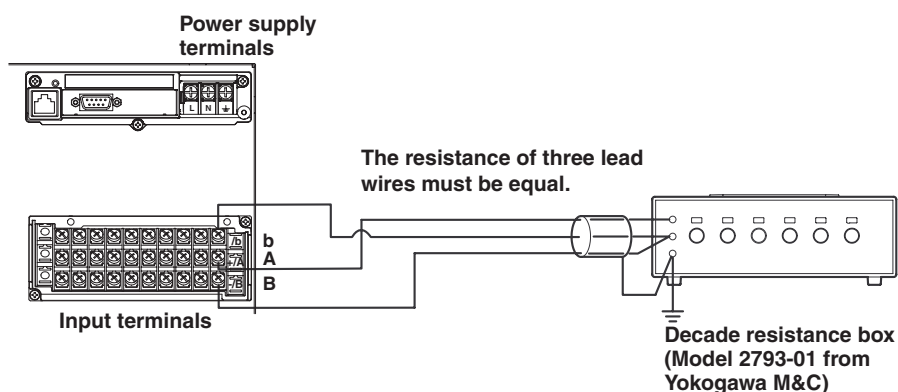 Power supply
terminals
L N
The resistance of three lead
wires must be equal.
/b
b
+/A
A
-/B
B
Input terminals
Decade resistance box
(Model 2793-01 from
Yokogawa M&C)